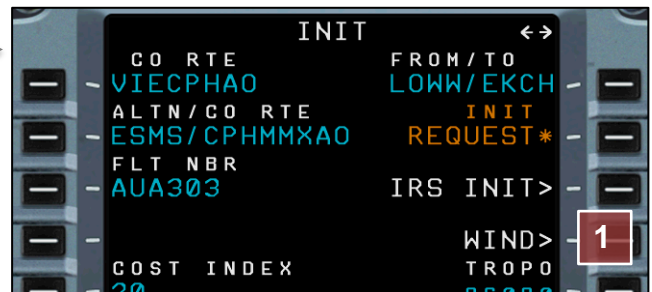 INIT ↔
CO RTE FROM/TO
VIECPHAO LOWW/EKCH
ALTN/CO RTE INIT
ESMS/CPHMMXAO REQUEST*
FLT NBR
AUA303 IRS INIT>
WIND> 1
COST INDEX TROPO